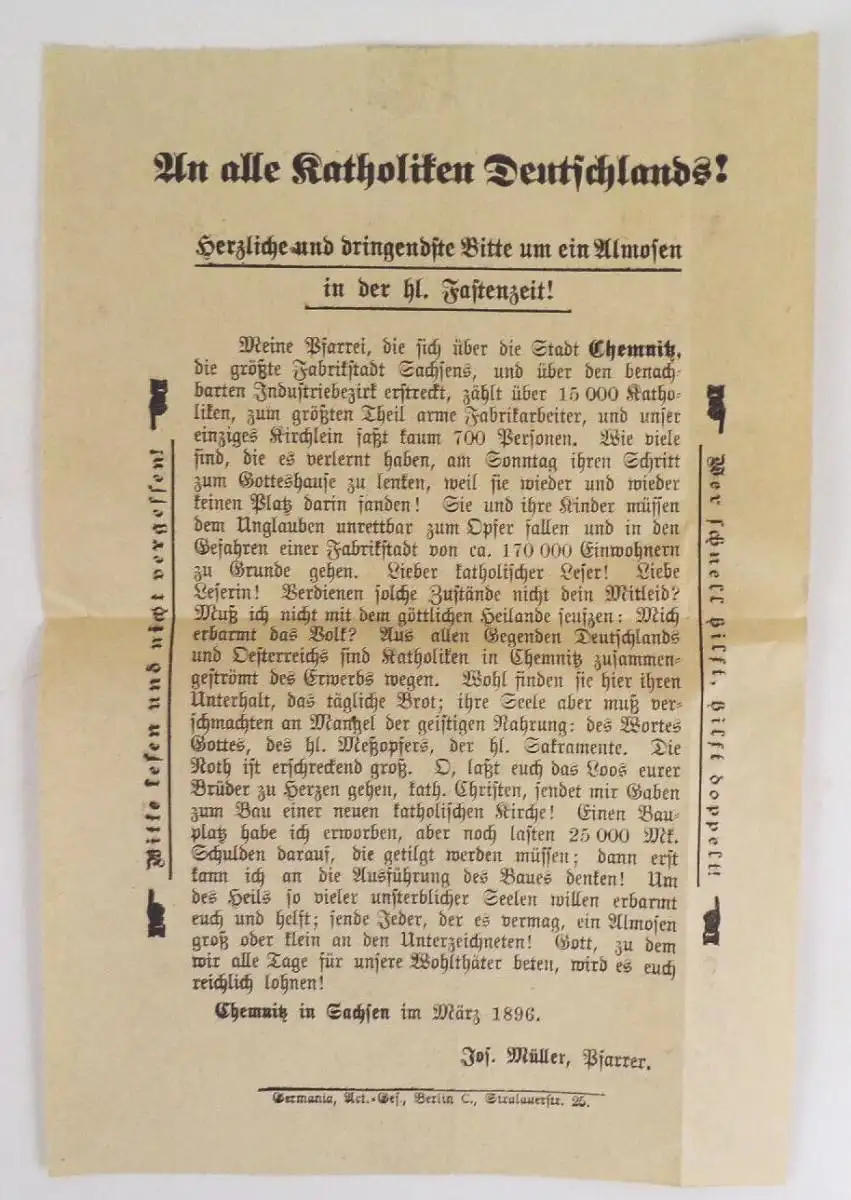 An alle Katholiken Deutschlands!
Herzliche und dringendste Bitte um ein Almosen
in der hl. Fastenzeit!
Meine Pfarrei, die sich über die Stadt Chemnitz,
die größte Fabrikstadt Sachsens, und über den benach-
barten Industriebezirk erstreckt, zählt über 15 000 Katho-
liken, zum größten Theil arme Fabrikarbeiter, und unser
einziges Kirchlein faßt kaum 700 Personen. Wie viele
sind, die es verlernt haben, am Sonntag ihren Schritt
zum Gotteshause zu lenken, weil sie wieder und wieder
keinen Platz darin fanden! Sie und ihre Kinder müssen
dem Unglauben unrettbar zum Opfer fallen und in den
Gefahren einer Fabrikstadt von ca. 170 000 Einwohnern
zu Grunde gehen. Lieber katholischer Leser! Liebe
Leserin! Verdienen solche Zustände nicht dein Mitleid?
Muß ich nicht mit dem göttlichen Heilande seufzen: Mich
erbarmt das Volk? Aus allen Gegenden Deutschlands
und Oesterreichs sind Katholiken in Chemnitz zusammen-
geströmt des Erwerbs wegen. Wohl finden sie hier ihren
Unterhalt, das tägliche Brot; ihre Seele aber muß ver-
schmachten an Mangel der geistigen Nahrung: des Wortes
Gottes, des hl. Meßopfers, der hl. Sakramente. Die
Noth ist erschreckend groß. O, laßt euch das Loos eurer
Brüder zu Herzen gehen, kath. Christen, sendet mir Gaben
zum Bau einer neuen katholischen Kirche! Einen Bau-
platz habe ich erworben, aber noch lasten 25 000 Mk.
Schulden darauf, die getilgt werden müssen; dann erst
kann ich an die Ausführung des Baues denken! Um
des Heils so vieler unsterblicher Seelen willen erbarmt
euch und helft; sende Jeder, der es vermag, ein Almosen
groß oder klein an den Unterzeichneten! Gott, zu dem
wir alle Tage für unsere Wohlthäter beten, wird es euch
reichlich lohnen!
Chemnitz in Sachsen im März 1896.
Jos. Müller, Pfarrer.
Germania, Act.-Ges., Berlin C., Stralauerstr. 25.
Bitte lesen und nicht vergessen!
Wer schnell hilft, hilft doppelt!